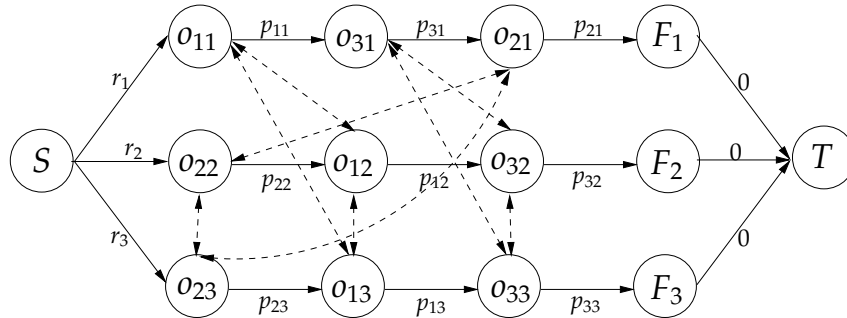 o11 p11 o31 p31 o21 p21 F1
r1 0
S r2 o22 p22 o12 p12 o32 p32 F2 0 T
r3 0
o23 p23 o13 p13 o33 p33 F3